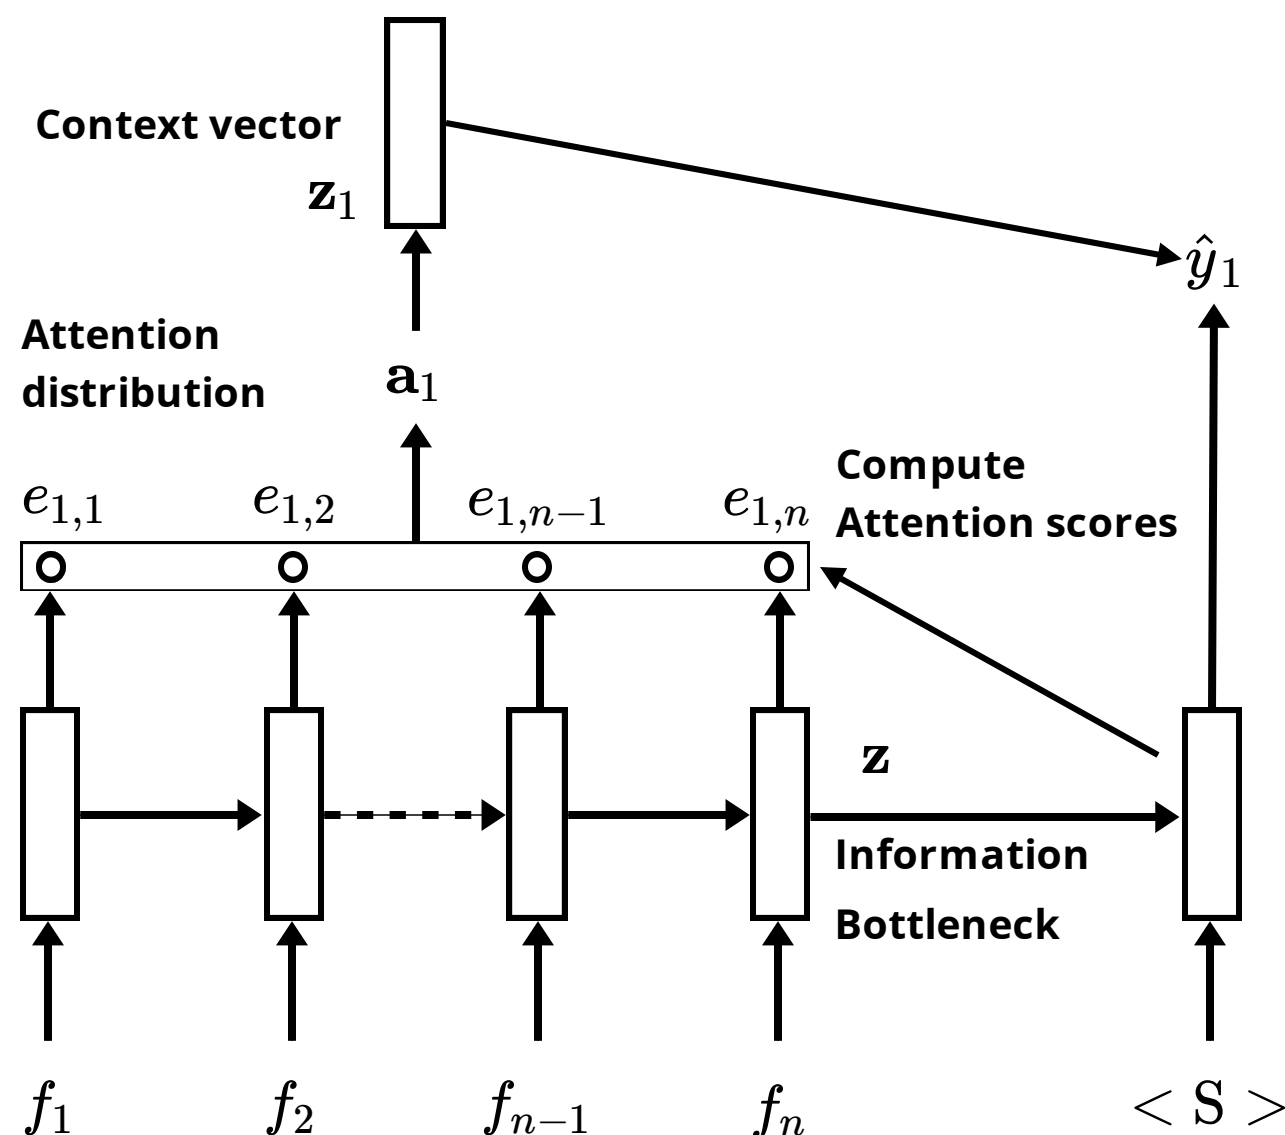 Context vector
z₁
ŷ₁
Attention
distribution
a₁
Compute
Attention scores
e₁,₁ e₁,₂ e₁,ₙ₋₁ e₁,ₙ
z
Information
Bottleneck
f₁ f₂ fₙ₋₁ fₙ < S >